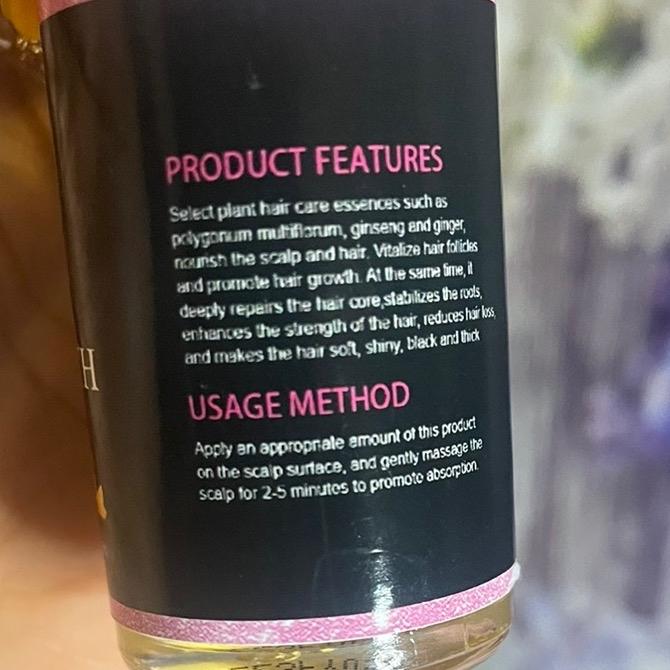 PRODUCT FEATURES
Select plant hair care essences such as
polygonum multiflorum, ginseng and ginger,
nourish the scalp and hair. Vitalize hair follicles
and promote hair growth. At the same time, it
deeply repairs the hair core,stabilizes the roots,
enhances the strength of the hair, reduces hair loss,
and makes the hair soft, shiny, black and thick
USAGE METHOD
Apply an appropriate amount of this product
on the scalp surface, and gently massage the
scalp for 2-5 minutes to promote absorption.
H